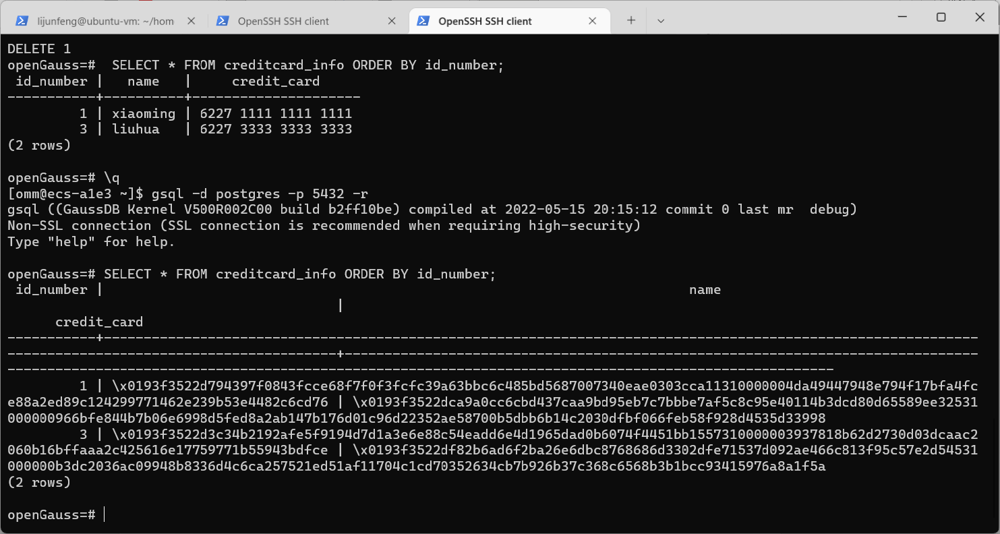 lijunfeng@ubuntu-vm: ~/hom
OpenSSH SSH client
OpenSSH SSH client
DELETE 1
openGauss=#  SELECT * FROM creditcard_info ORDER BY id_number;
 id_number |   name   |     credit_card
-----------+----------+---------------------
         1 | xiaoming | 6227 1111 1111 1111
         3 | liuhua   | 6227 3333 3333 3333
(2 rows)
openGauss=# \q
[omm@ecs-a1e3 ~]$ gsql -d postgres -p 5432 -r
gsql ((GaussDB Kernel V500R002C00 build b2ff10be) compiled at 2022-05-15 20:15:12 commit 0 last mr  debug)
Non-SSL connection (SSL connection is recommended when requiring high-security)
Type "help" for help.
openGauss=# SELECT * FROM creditcard_info ORDER BY id_number;
 id_number |                                                                         name
                                         |
      credit_card
-----------+-------------------------------------------------------------------------------------------------------------
-----------------------------------------+-------------------------------------------------------------------------------
-------------------------------------------------------------------------------------------------------
         1 | \x0193f3522d794397f0843fcce68f7f0f3fcfc39a63bbc6c485bd5687007340eae0303cca11310000004da49447948e794f17bfa4fc
e88a2ed89c124299771462e239b53e4482c6cd76 | \x0193f3522dca9a0cc6cbd437caa9bd95eb7c7bbbe7af5c8c95e40114b3dcd80d65589ee32531
000000966bfe844b7b06e6998d5fed8a2ab147b176d01c96d22352ae58700b5dbb6b14c2030dfbf066feb58f928d4535d33998
         3 | \x0193f3522d3c34b2192afe5f9194d7d1a3e6e88c54eadd6e4d1965dad0b6074f4451bb1557310000003937818b62d2730d03dcaac2
060b16bffaaa2c425616e17759771b55943bdfce | \x0193f3522df82b6ad6f2ba26e6dbc8768686d3302dfe71537d092ae466c813f95c57e2d54531
000000b3dc2036ac09948b8336d4c6ca257521ed51af11704c1cd70352634cb7b926b37c368c6568b3b1bcc93415976a8a1f5a
(2 rows)
openGauss=#